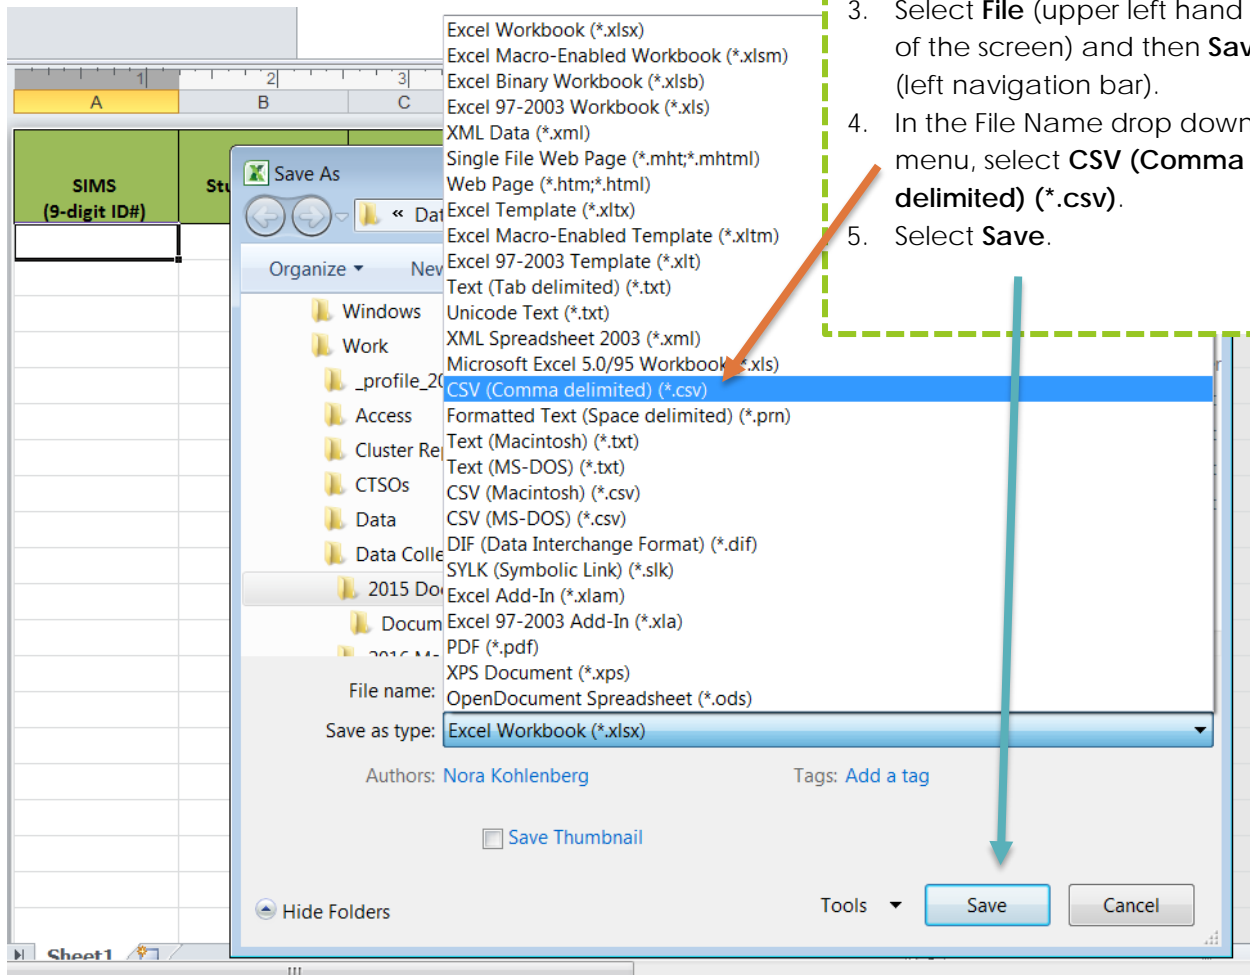 3. Select File (upper left hand
of the screen) and then
(left navigation bar).
4. In the File Name drop down
menu, select CSV (Comma
delimited) (*.csv).
5. Select Save.
1 2 3
A B C
SIMS
(9-digit ID#)
Save As
«
Organize
Windows
Work
Access
Cluster
CTSOs
Data
Data
2015
Excel Workbook (*.xlsx)
Excel Macro-Enabled Workbook (*.xlsm)
Excel Binary Workbook (*.xlsb)
Excel 97-2003 Workbook (*.xls)
XML Data (*.xml)
Single File Web Page (*.mht;*.mhtml)
Web Page (*.htm;*.html)
Excel Template (*.xltx)
Excel Macro-Enabled Template (*.xltm)
Excel 97-2003 Template (*.xlt)
Text (Tab delimited) (*.txt)
Unicode Text (*.txt)
XML Spreadsheet 2003 (*.xml)
Microsoft Excel 5.0/95 Workbook (*.xls)
CSV (Comma delimited) (*.csv)
Formatted Text (Space delimited) (*.prn)
Text (Macintosh) (*.txt)
Text (MS-DOS) (*.txt)
CSV (Macintosh) (*.csv)
CSV (MS-DOS) (*.csv)
DIF (Data Interchange Format) (*.dif)
SYLK (Symbolic Link) (*.slk)
Excel Add-In (*.xlam)
Excel 97-2003 Add-In (*.xla)
PDF (*.pdf)
XPS Document (*.xps)
OpenDocument Spreadsheet (*.ods)
File name:
Save as type: Excel Workbook (*.xlsx)
Authors: Nora Kohlenberg Tags: Add a tag
Save Thumbnail
Hide Folders Tools Save Cancel
Sheet1